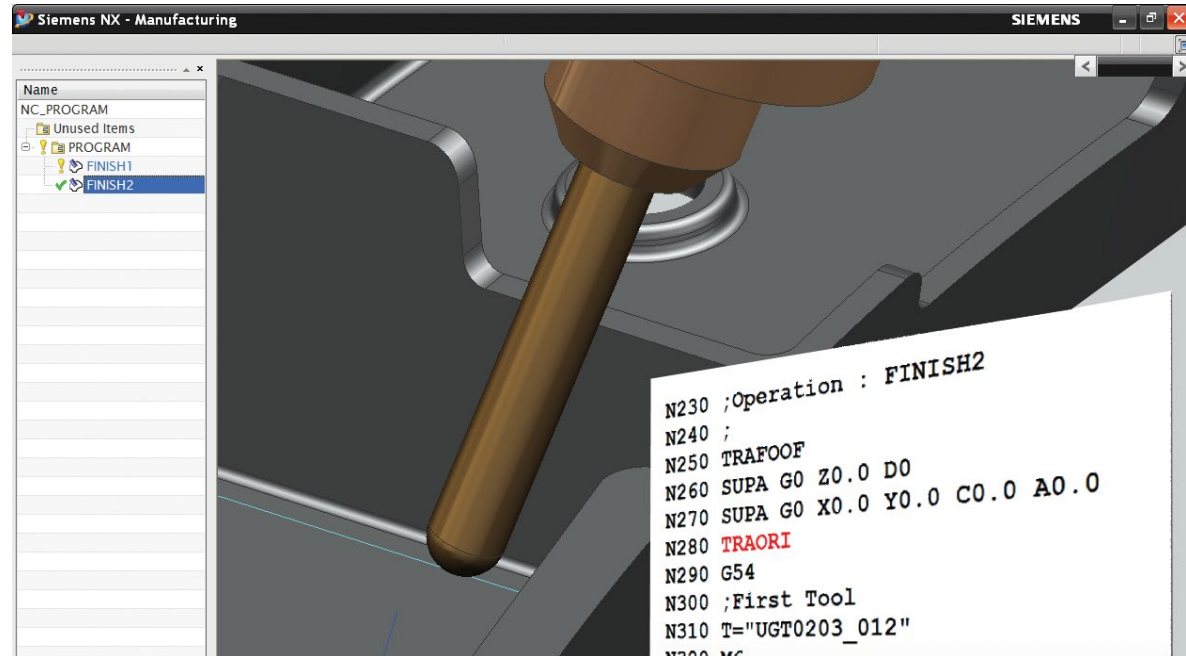 Siemens NX - Manufacturing
SIEMENS
Name
NC_PROGRAM
Unused Items
PROGRAM
FINISH1
FINISH2
N230 ;Operation : FINISH2
N240 ;
N250 TRAFOOF
N260 SUPA G0 Z0.0 D0
N270 SUPA G0 X0.0 Y0.0 C0.0 A0.0
N280 TRAORI
N290 G54
N300 ;First Tool
N310 T="UGT0203_012"